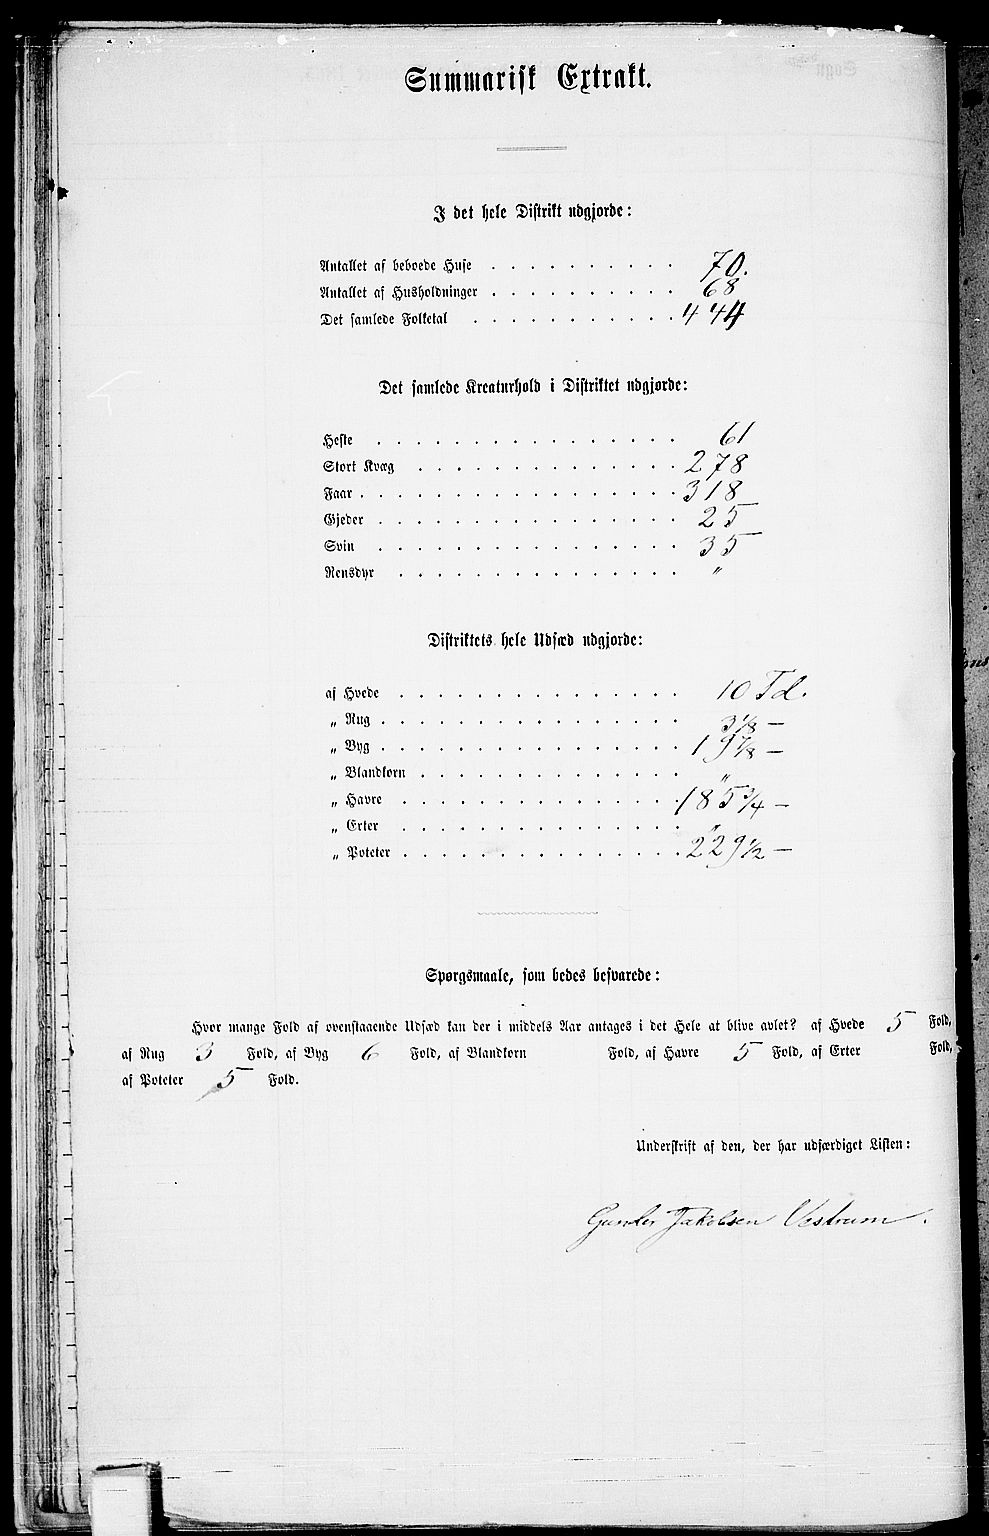 Summarisk Extrakt.
I det hele Distrikt udgjorde:
Antallet af beboede Huse . . . . . . . . . . 70.
Antallet af Husholdninger . . . . . . . . . . 68
Det samlede Folketal . . . . . . . . . . . 444
Det samlede Kreaturhold i Distriktet udgjorde:
Heste . . . . . . . . . . . . . . . . 61
Stort Kvæg . . . . . . . . . . . . . . 278
Faar . . . . . . . . . . . . . . . . . 318
Gjeder . . . . . . . . . . . . . . . . 25
Svin . . . . . . . . . . . . . . . . 35
Rensdyr . . . . . . . . . . . . . . . "
Distriktets hele Udsæd udgjorde:
af Hvede . . . . . . . . . . . . . . . 10 Td.
„ Rug . . . . . . . . . . . . . . . . 3 1/8 —
„ Byg . . . . . . . . . . . . . . . . 19 7/8 —
„ Blandkorn . . . . . . . . . . . . . . "
„ Havre . . . . . . . . . . . . . . . 185 3/4 —
„ Erter . . . . . . . . . . . . . . . "
„ Poteter . . . . . . . . . . . . . . . 229 1/2 —
Spørgsmaale, som bedes besvarede:
Hvor mange Fold af ovenstaaende Udsæd kan der i middels Aar antages i det Hele at blive avlet? af Hvede 5 Fold,
af Rug 3 Fold, af Byg 6 Fold, af Blandkorn Fold, af Havre 5 Fold, af Erter Fold,
af Poteter 5 Fold.
Underskrift af den, der har udfærdiget Listen:
Gunder Jakobsen Vestrum.